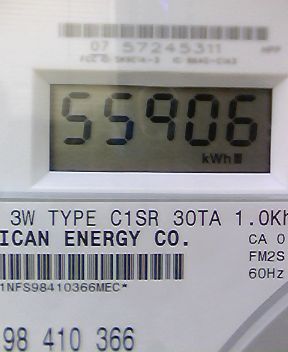 07 57245311
55906
kWh
3W TYPE C1SR 30TA 1.0Kh
ICAN ENERGY CO.
CA 0
FM2S
60Hz
1NFS98410366MEC*
98 410 366